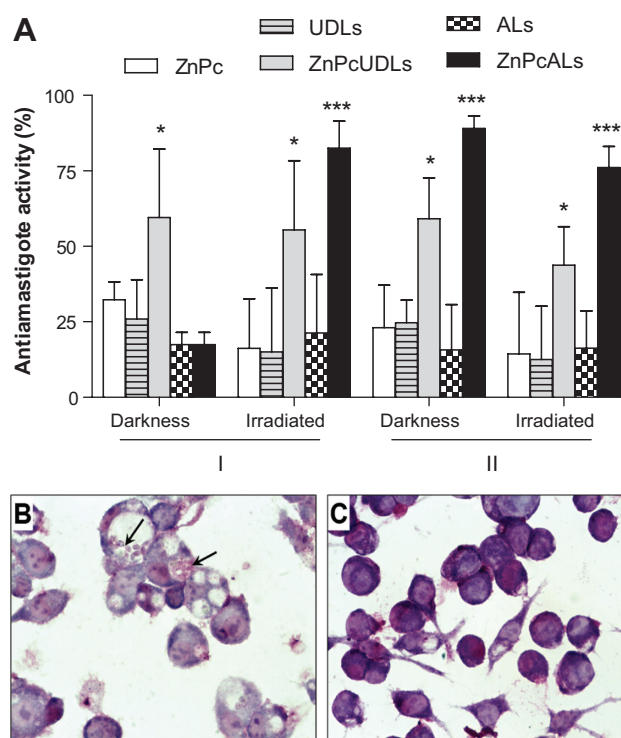 A
UDLs ALs
ZnPc ZnPcUDLs ZnPcALs
Antiamastigote activity (%)
100
75
50
25
0
* * *** * *** * ***
Darkness Irradiated Darkness Irradiated
I II
B C